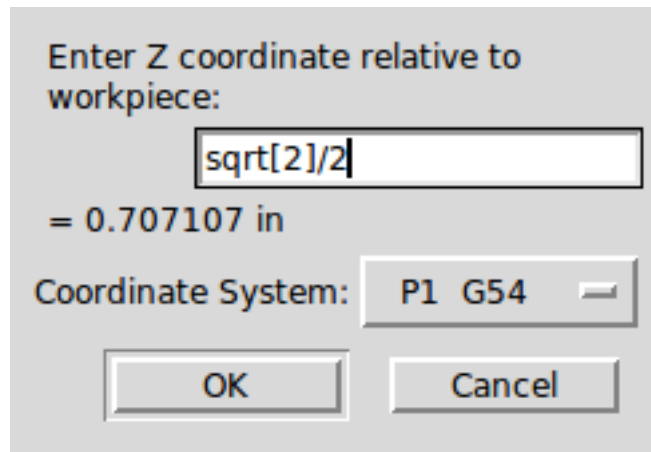 Enter Z coordinate relative to
workpiece:
sqrt[2]/2
= 0.707107 in
Coordinate System: P1 G54
OK Cancel